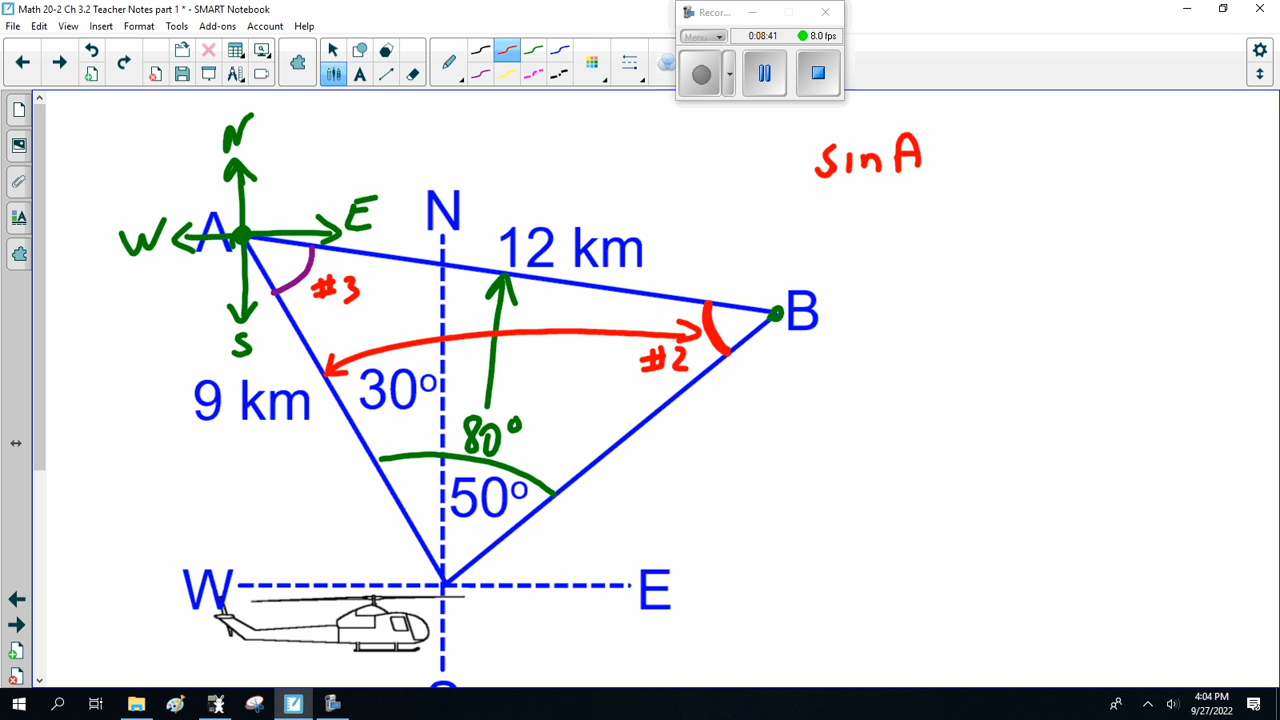 Math 20-2 Ch 3.2 Teacher Notes part 1 * - SMART Notebook
File Edit View Insert Format Tools Add-ons Account Help
Recor...
Menu
0:08:41
8.0 fps
N
sin A
W A E
N
12 km
#3
B
S
#2
9 km
30°
80°
50°
W E
4:04 PM
9/27/2022